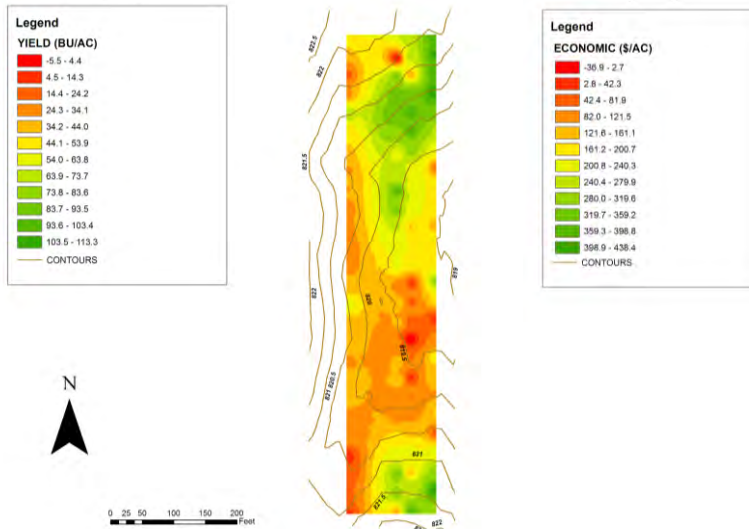 Legend
YIELD (BU/AC)
-5.5 - 4.4
4.5 - 14.3
14.4 - 24.2
24.3 - 34.1
34.2 - 44.0
44.1 - 53.9
54.0 - 63.8
63.9 - 73.7
73.8 - 83.6
83.7 - 93.5
93.6 - 103.4
103.5 - 113.3
CONTOURS
Legend
ECONOMIC ($/AC)
-36.9 - 2.7
2.8 - 42.3
42.4 - 81.9
82.0 - 121.5
121.6 - 161.1
161.2 - 200.7
200.8 - 240.3
240.4 - 279.9
280.0 - 319.6
319.7 - 359.2
359.3 - 398.8
398.9 - 438.4
CONTOURS
822.5
822
821.5
822
820
819
819.5
821 820.5
821
821.5
822
N
0 25 50 100 150 200
Feet